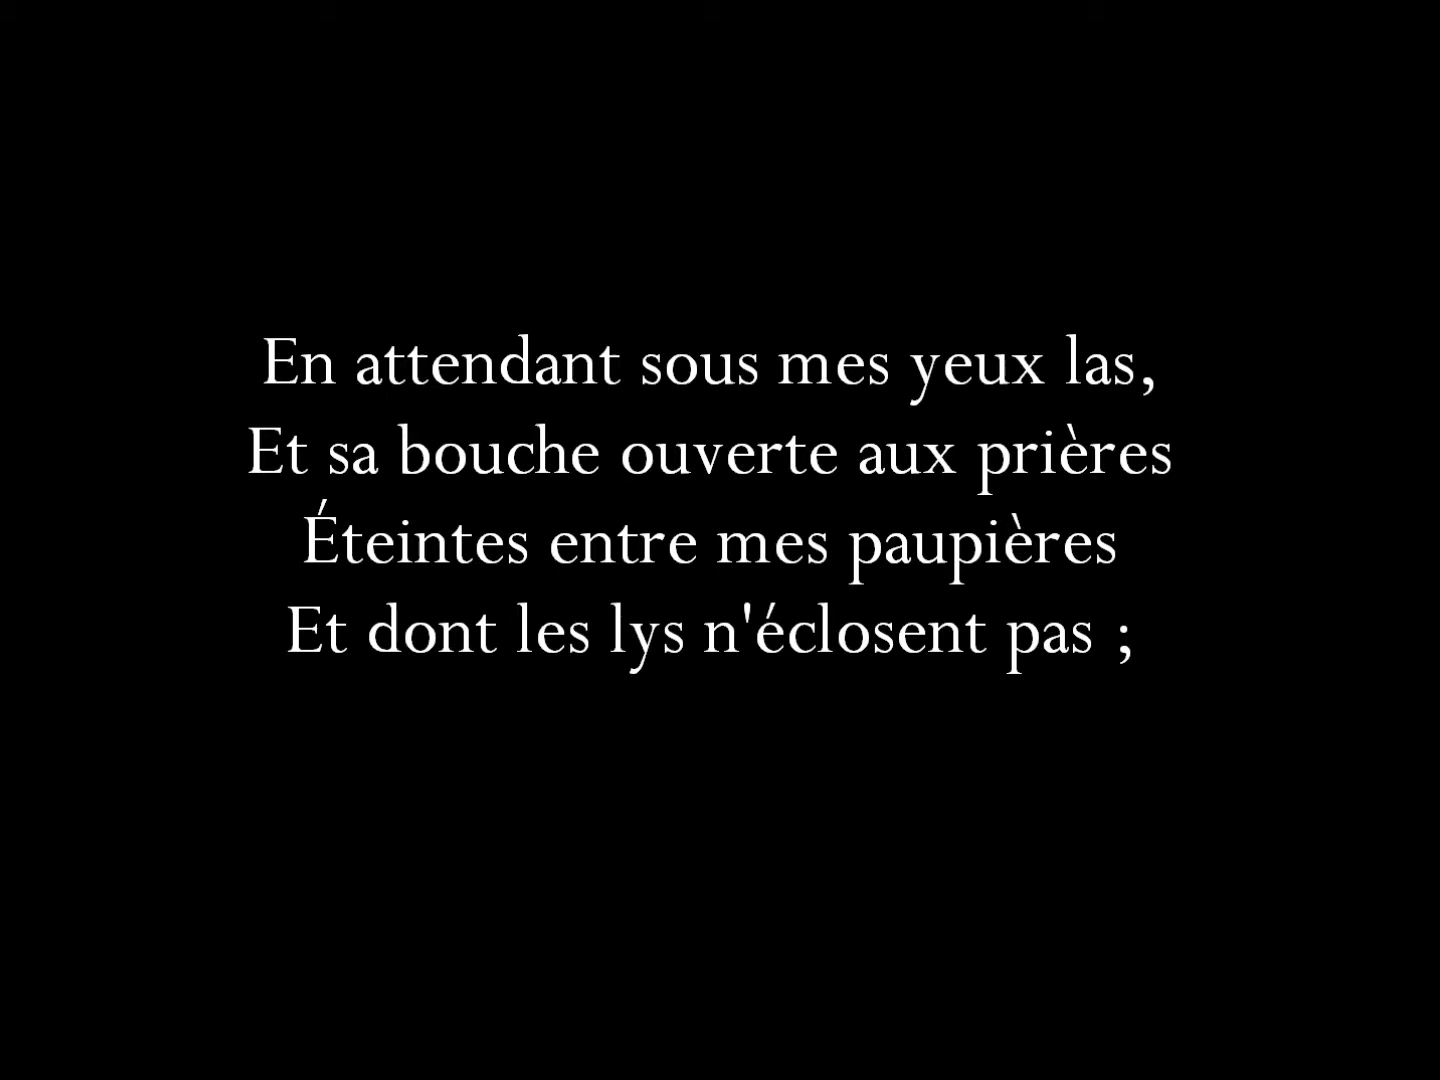 En attendant sous mes yeux las,
Et sa bouche ouverte aux prières
Éteintes entre mes paupières
Et dont les lys n'éclosent pas ;